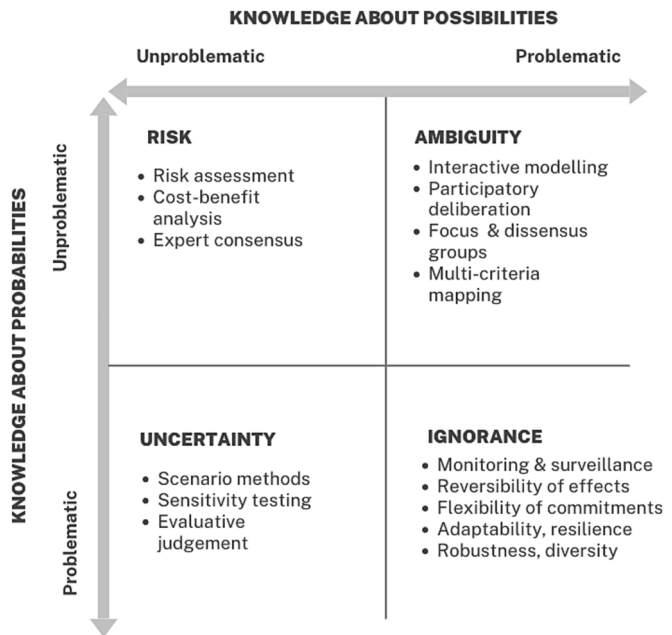 KNOWLEDGE ABOUT POSSIBILITIES
Unproblematic
Problematic
KNOWLEDGE ABOUT PROBABILITIES
Unproblematic
Problematic
RISK
• Risk assessment
• Cost-benefit
analysis
• Expert consensus
AMBIGUITY
• Interactive modelling
• Participatory
deliberation
• Focus & dissensus
groups
• Multi-criteria
mapping
UNCERTAINTY
• Scenario methods
• Sensitivity testing
• Evaluative
judgement
IGNORANCE
• Monitoring & surveillance
• Reversibility of effects
• Flexibility of commitments
• Adaptability, resilience
• Robustness, diversity